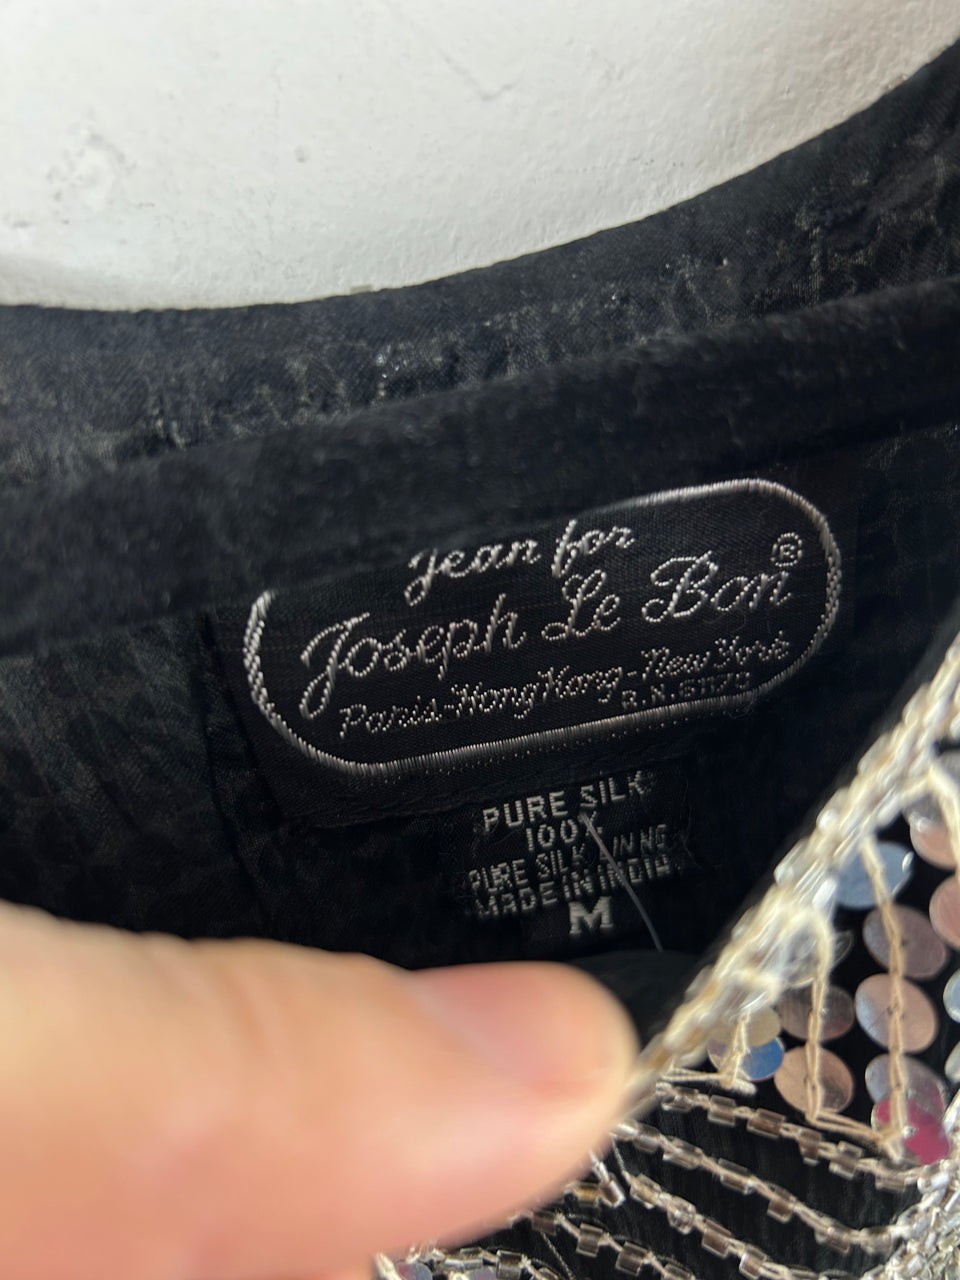 Jean for
Joseph Le Bon®
Paris-Hong Kong-New York
R.N. 61170
PURE SILK
100%
PURE SILK LINING
MADE IN INDIA
M